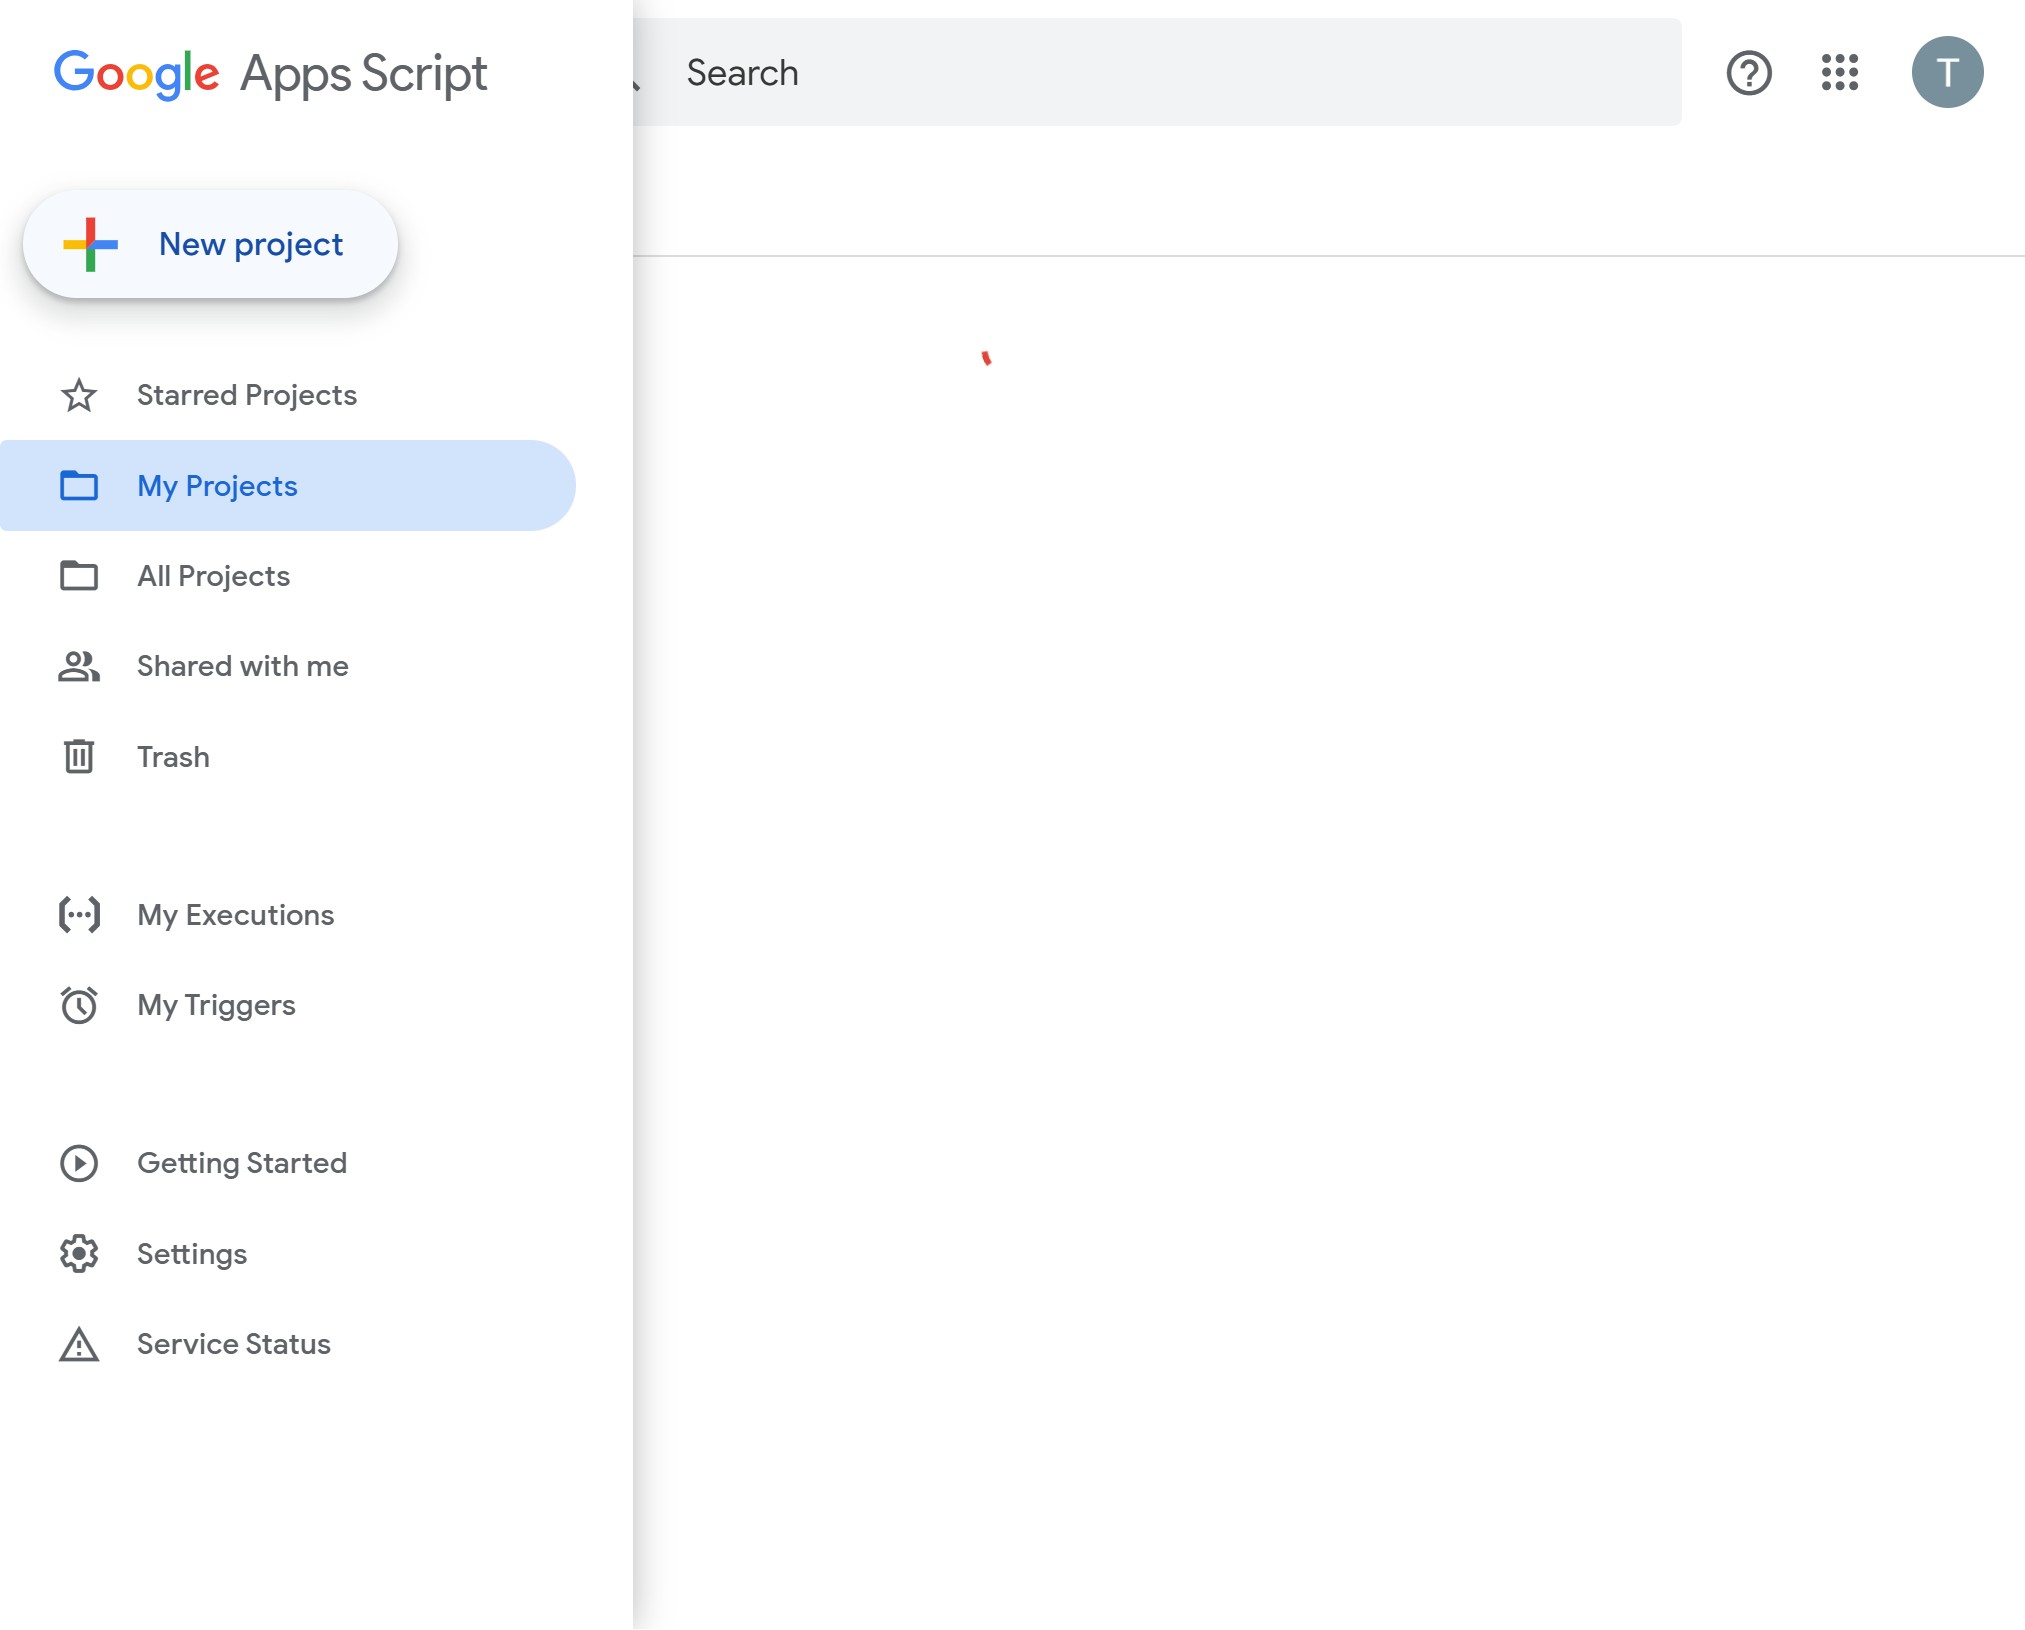 Google Apps Script
Search
T
New project
Starred Projects
My Projects
All Projects
Shared with me
Trash
My Executions
My Triggers
Getting Started
Settings
Service Status